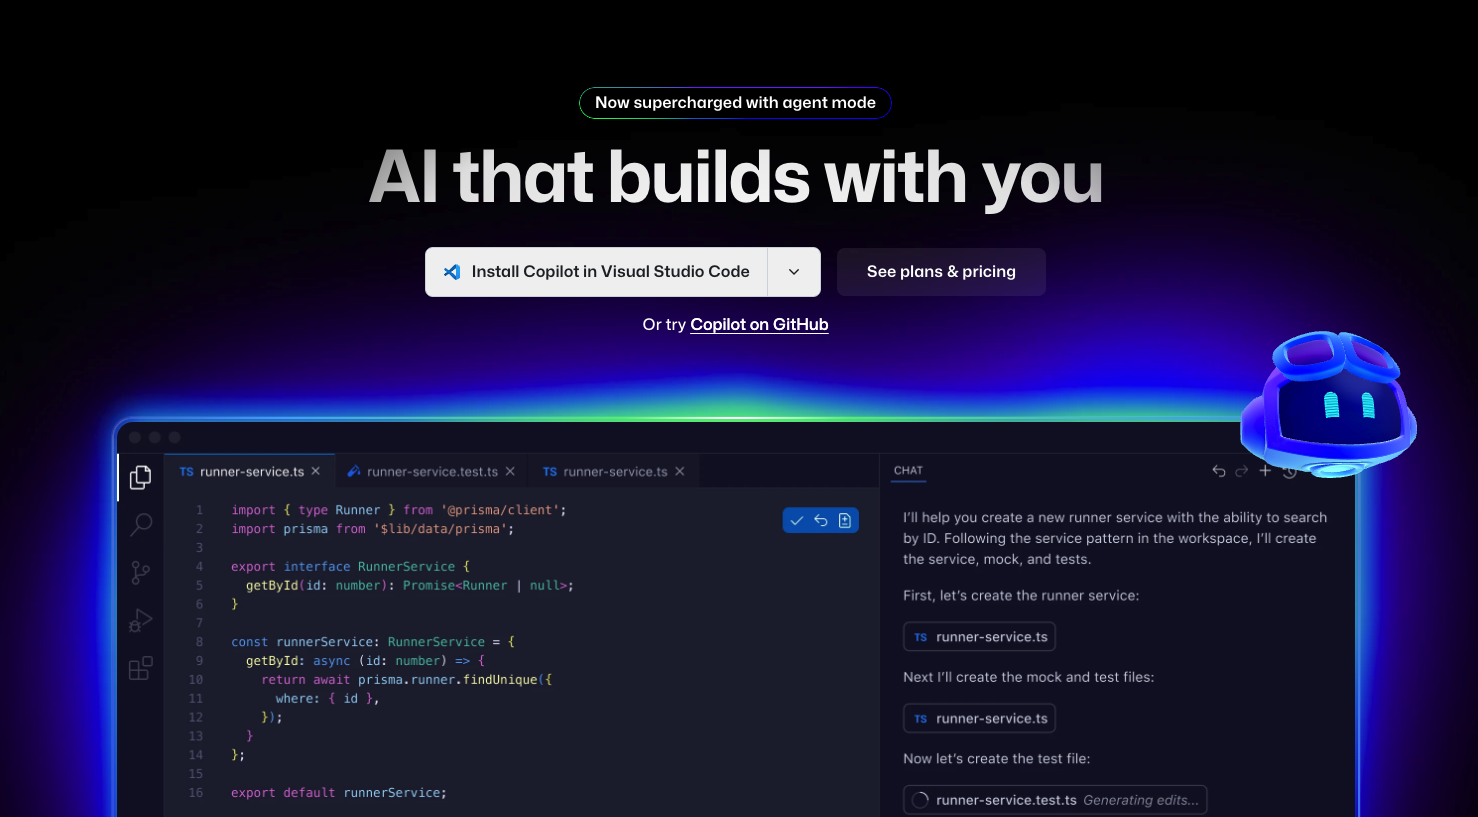 Now supercharged with agent mode
AI that builds with you
Install Copilot in Visual Studio Code
See plans & pricing
Or try Copilot on GitHub
TS runner-service.ts
runner-service.test.ts
TS runner-service.ts
1 import { type Runner } from '@prisma/client';
2 import prisma from '$lib/data/prisma';
3
4 export interface RunnerService {
5 getById(id: number): Promise<Runner | null>;
6 }
7
8 const runnerService: RunnerService = {
9 getById: async (id: number) => {
10 return await prisma.runner.findUnique({
11 where: { id },
12 });
13 }
14 };
15
16 export default runnerService;
CHAT
I'll help you create a new runner service with the ability to search
by ID. Following the service pattern in the workspace, I'll create
the service, mock, and tests.
First, let's create the runner service:
TS runner-service.ts
Next I'll create the mock and test files:
TS runner-service.ts
Now let's create the test file:
runner-service.test.ts Generating edits...